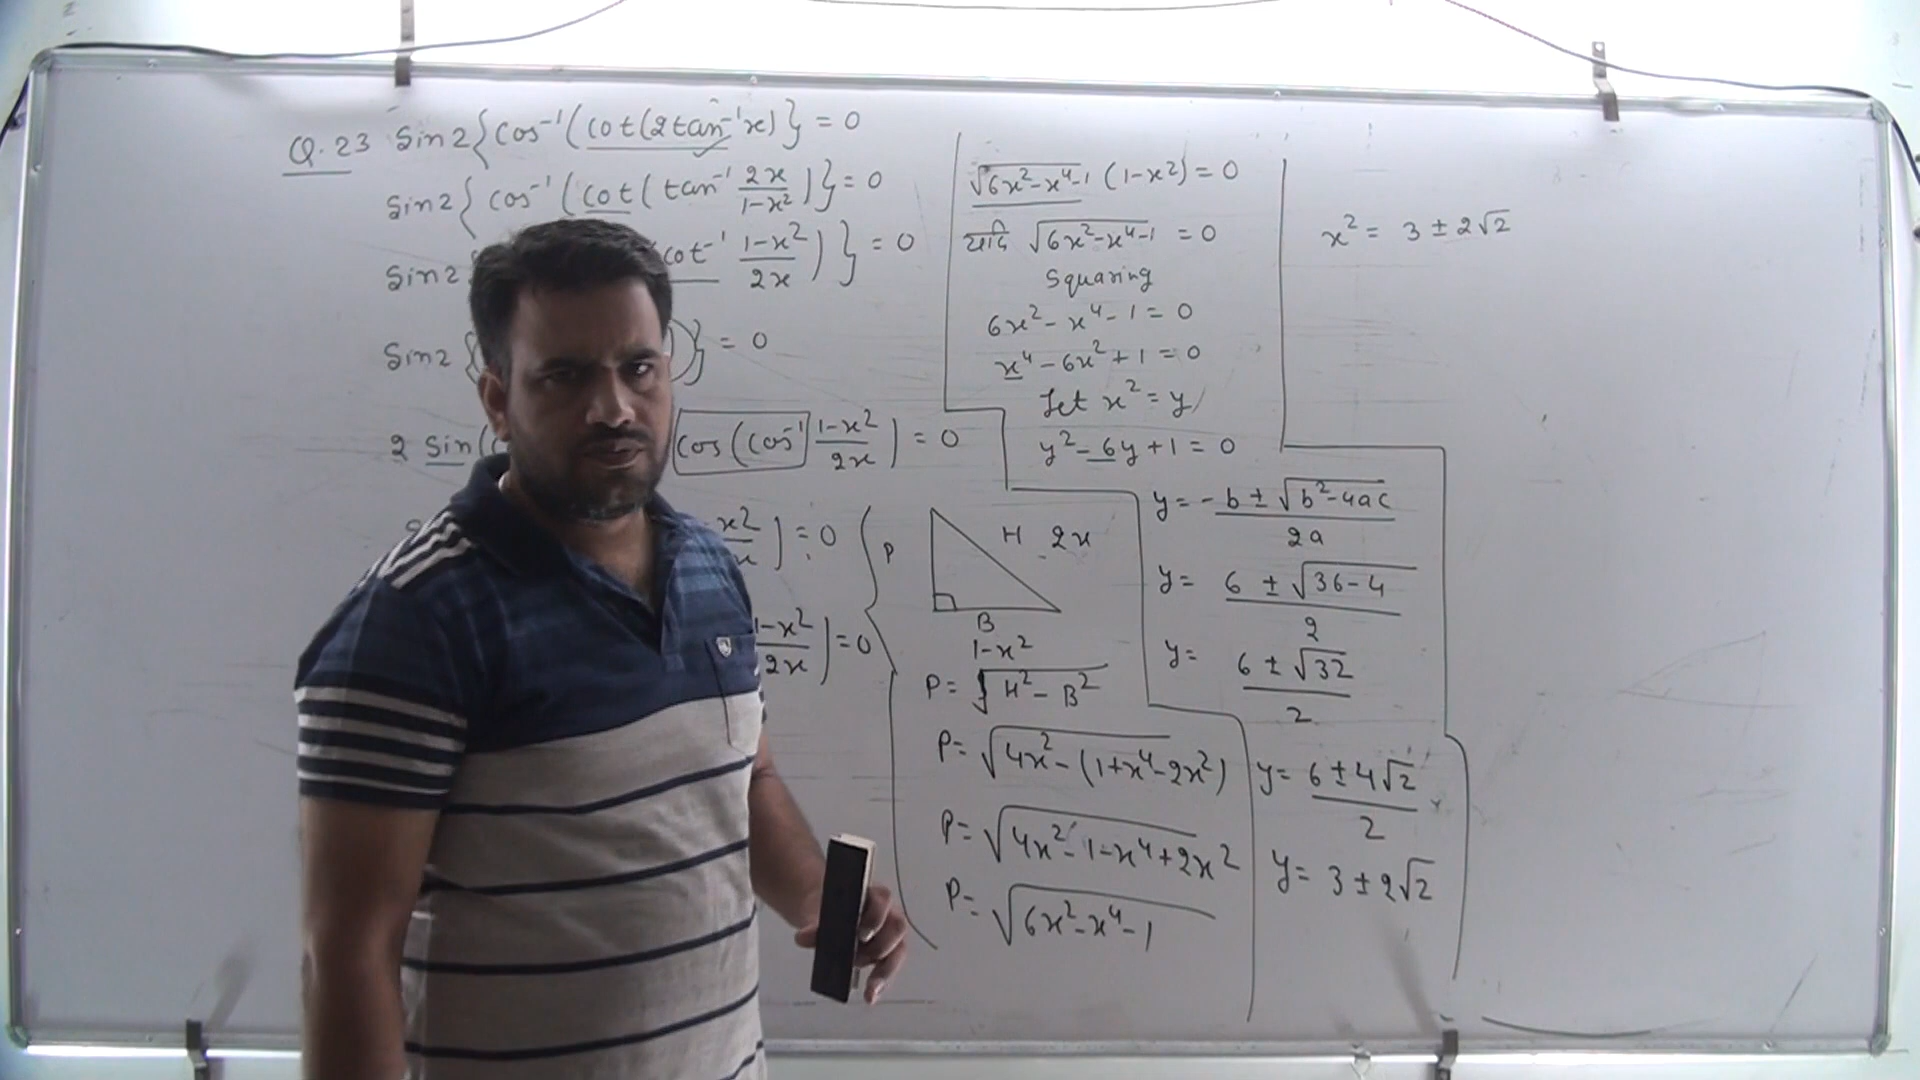 Q. 23 Sin2{cos⁻¹(cot(2tan⁻¹x)} = 0
Sin2{cos⁻¹(cot(tan⁻¹ 2x/1-x²)} = 0
Sin2 cot⁻¹ 1-x²/2x)} = 0
Sin2{ )} = 0
2 Sin( cos(cos⁻¹ 1-x²/2x) = 0
-x² ) = 0
1-x²/2x) = 0
P
H 2x
B
1-x²
P = √H² - B²
P = √4x² - (1+x⁴-2x²)
P = √4x² - 1 - x⁴ + 2x²
P = √6x² - x⁴ - 1
√6x²-x⁴-1 (1-x²) = 0
√6x²-x⁴-1 = 0
Squaring
6x² - x⁴ - 1 = 0
x⁴ - 6x² + 1 = 0
Let x² = y
y² - 6y + 1 = 0
y = -b ± √b²-4ac / 2a
y = 6 ± √36-4 / 2
y = 6 ± √32 / 2
y = 6 ± 4√2 / 2
y = 3 ± 2√2
x² = 3 ± 2√2